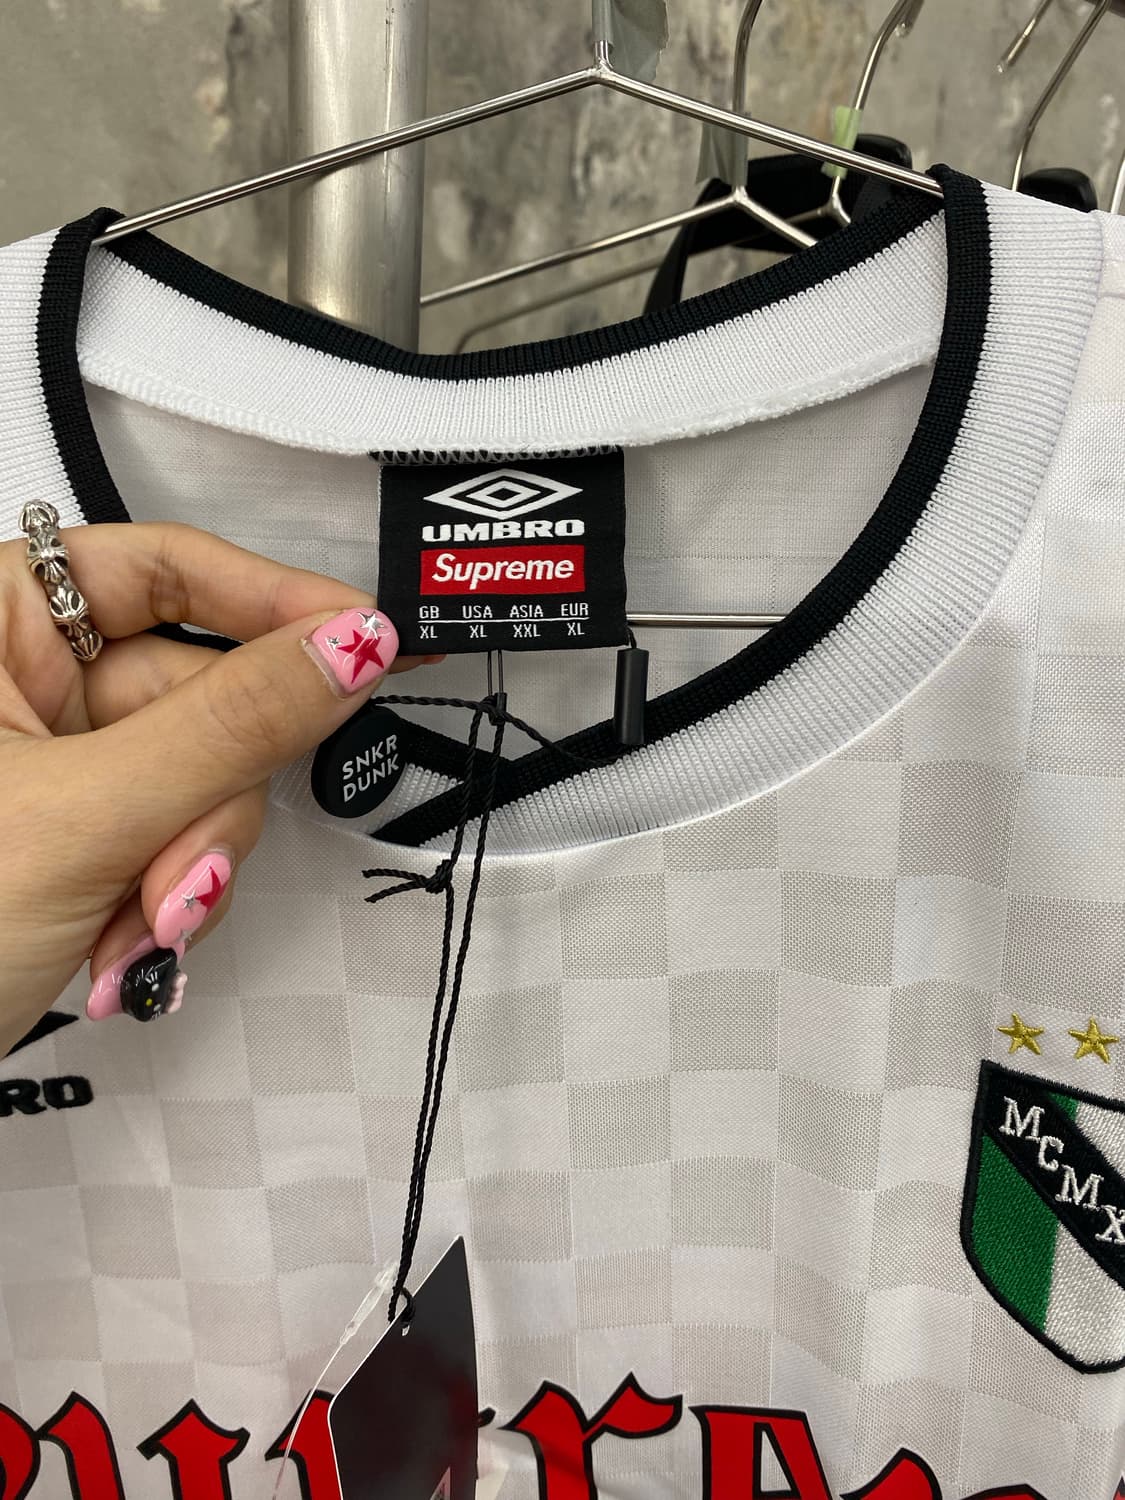 UMBRO
Supreme
GB USA ASIA EUR
XL XL XXL XL
SNKR
DUNK
MCMX